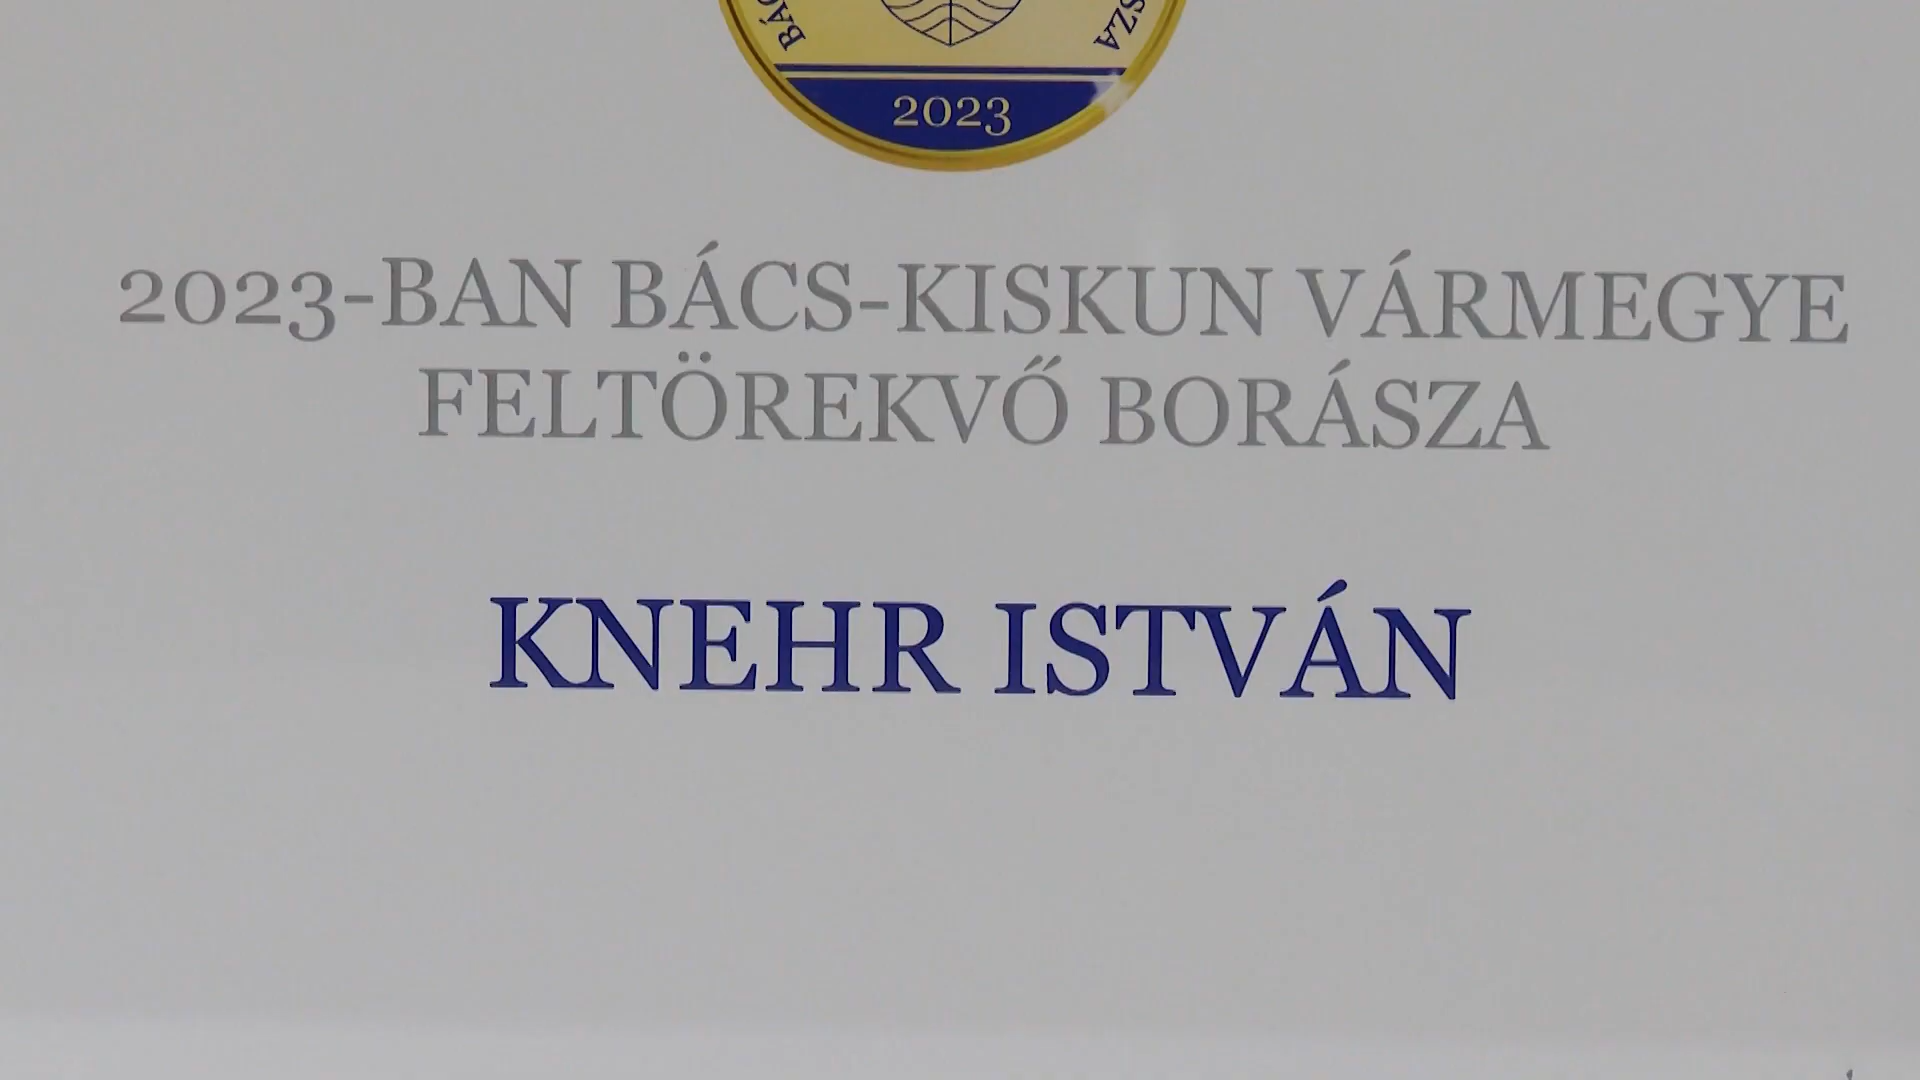 2023
2023-BAN BÁCS-KISKUN VÁRMEGYE
FELTÖREKVŐ BORÁSZA
KNEHR ISTVÁN